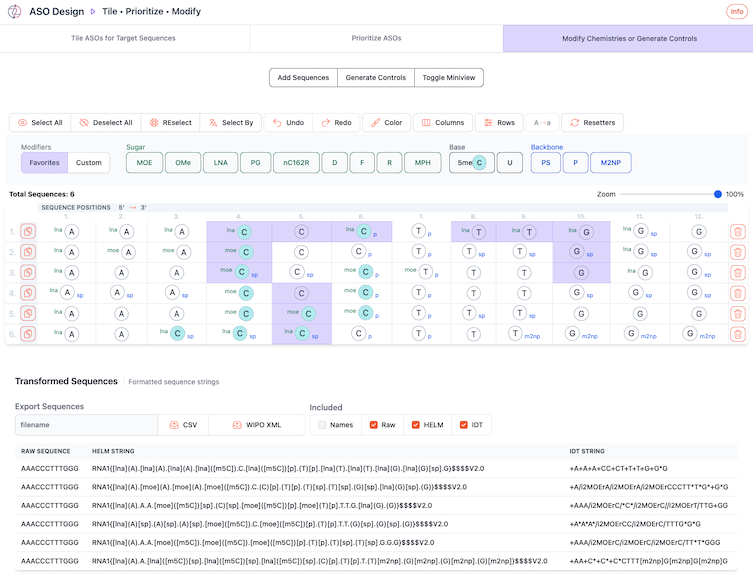 ASO Design Tile • Prioritize • Modify Info
Tile ASOs for Target Sequences Prioritize ASOs Modify Chemistries or Generate Controls
Add Sequences Generate Controls Toggle Miniview
Select All Deselect All REselect Select By Undo Redo Color Columns Rows A→a Resetters
Modifiers Sugar Base Backbone
Favorites Custom MOE OMe LNA PG nC162R D F R MPH 5me C U PS P M2NP
Total Sequences: 6 Zoom 100%
SEQUENCE POSITIONS 5' → 3'
1. 2. 3. 4. 5. 6. 7. 8. 9. 10. 11. 12.
1. lna A lna A lna A lna C C lna C p T p lna T lna T lna G lna G sp G
2. lna A moe A moe A moe C C C p T p T sp T sp G sp lna G sp G
3. lna A A A moe C sp C sp moe C p moe T p T T G lna G G
4. lna A sp A sp A sp moe C C moe C p T p T T G sp G sp G sp
5. lna A A A moe C moe C moe C p T p T sp T sp G G G
6. lna A A lna C sp lna C sp lna C sp C p T p T T m2np G m2np G m2np G m2np
Transformed Sequences Formatted sequence strings
Export Sequences Included
filename CSV WIPO XML Names Raw HELM IDT
RAW SEQUENCE HELM STRING IDT STRING
AAACCCTTTGGG RNA1{[lna](A).[lna](A).[lna](A).[lna]([m5C]).C.[lna]([m5C])[p].(T)[p].[lna](T).[lna](T).[lna](G).[lna](G)[sp].G}$$$$V2.0 +A+A+A+CC+CT+T+T+G+G*G
AAACCCTTTGGG RNA1{[lna](A).[moe](A).[moe](A).[moe]([m5C]).C.(C)[p].(T)[p].(T)[sp].(T)[sp].(G)[sp].[lna](G)[sp].(G)}$$$$V2.0 +A/i2MOErA/i2MOErA/i2MOErCCCTT*T*G*+G*G
AAACCCTTTGGG RNA1{[lna](A).A.A.[moe]([m5C])[sp].(C)[sp].[moe]([m5C])[p].[moe](T)[p].T.T.G.[lna](G).(G)}$$$$V2.0 +AAA/i2MOErC/*C*/i2MOErC//i2MOErT/TTG+GG
AAACCCTTTGGG RNA1{[lna](A)[sp].(A)[sp].(A)[sp].[moe]([m5C]).C.[moe]([m5C])[p].(T)[p].T.T.(G)[sp].(G)[sp].(G)}$$$$V2.0 +A*A*A*/i2MOErCC/i2MOErC/TTTG*G*G
AAACCCTTTGGG RNA1{[lna](A).A.A.[moe]([m5C]).[moe]([m5C]).[moe]([m5C])[p].(T)[p].(T)[sp].(T)[sp].G.G.G}$$$$V2.0 +AAA/i2MOErC/i2MOErC/i2MOErC/TT*T*GGG
AAACCCTTTGGG RNA1{[lna](A).A.[lna]([m5C])[sp].[lna]([m5C])[sp].[lna]([m5C])[sp].(C)[p].(T)[p].T.(T)[m2np].(G)[m2np].(G)[m2np].(G)[m2np]}$$$$V2.0 +AA+C*+C*+C*CTTT[m2np]G[m2np]G[m2np]G